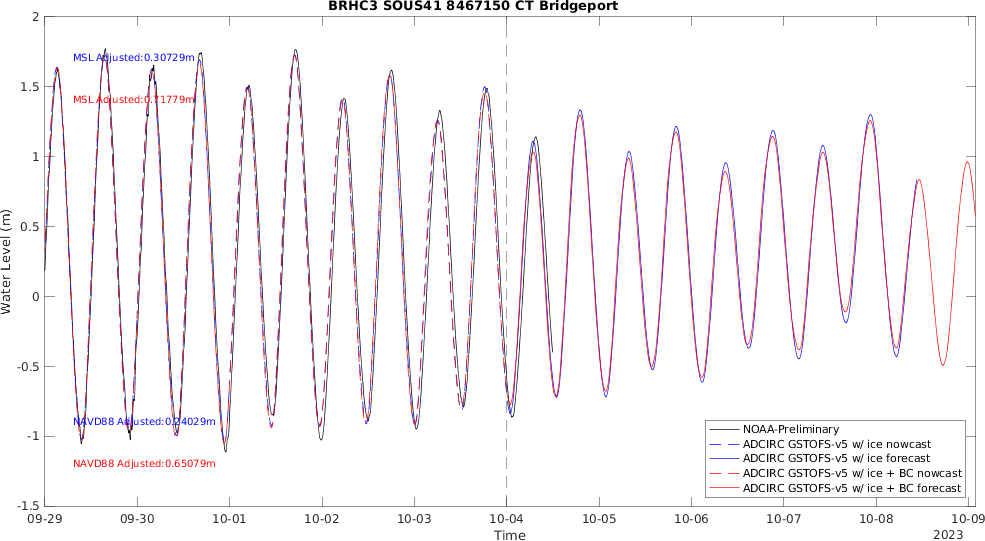 BRHC3 SOUS41 8467150 CT Bridgeport
2
1.5
1
0.5
0
-0.5
-1
-1.5
Water Level (m)
MSL Adjusted:0.30729m
MSL Adjusted:0.71779m
NAVD88 Adjusted:0.24029m
NAVD88 Adjusted:0.65079m
NOAA-Preliminary
ADCIRC GSTOFS-v5 w/ ice nowcast
ADCIRC GSTOFS-v5 w/ ice forecast
ADCIRC GSTOFS-v5 w/ ice + BC nowcast
ADCIRC GSTOFS-v5 w/ ice + BC forecast
09-29 09-30 10-01 10-02 10-03 10-04 10-05 10-06 10-07 10-08 10-09
Time
2023